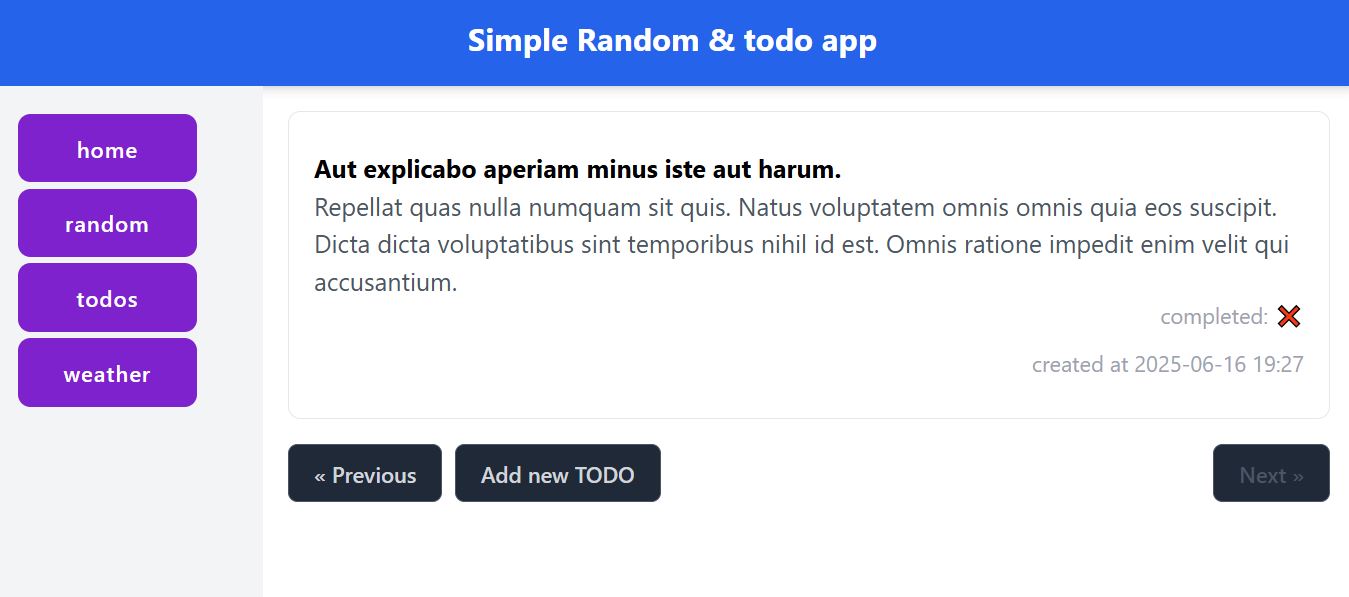 Simple Random & todo app
home
random
todos
weather
Aut explicabo aperiam minus iste aut harum.
Repellat quas nulla numquam sit quis. Natus voluptatem omnis omnis quia eos suscipit.
Dicta dicta voluptatibus sint temporibus nihil id est. Omnis ratione impedit enim velit qui
accusantium.
completed: ❌
created at 2025-06-16 19:27
« Previous
Add new TODO
Next »